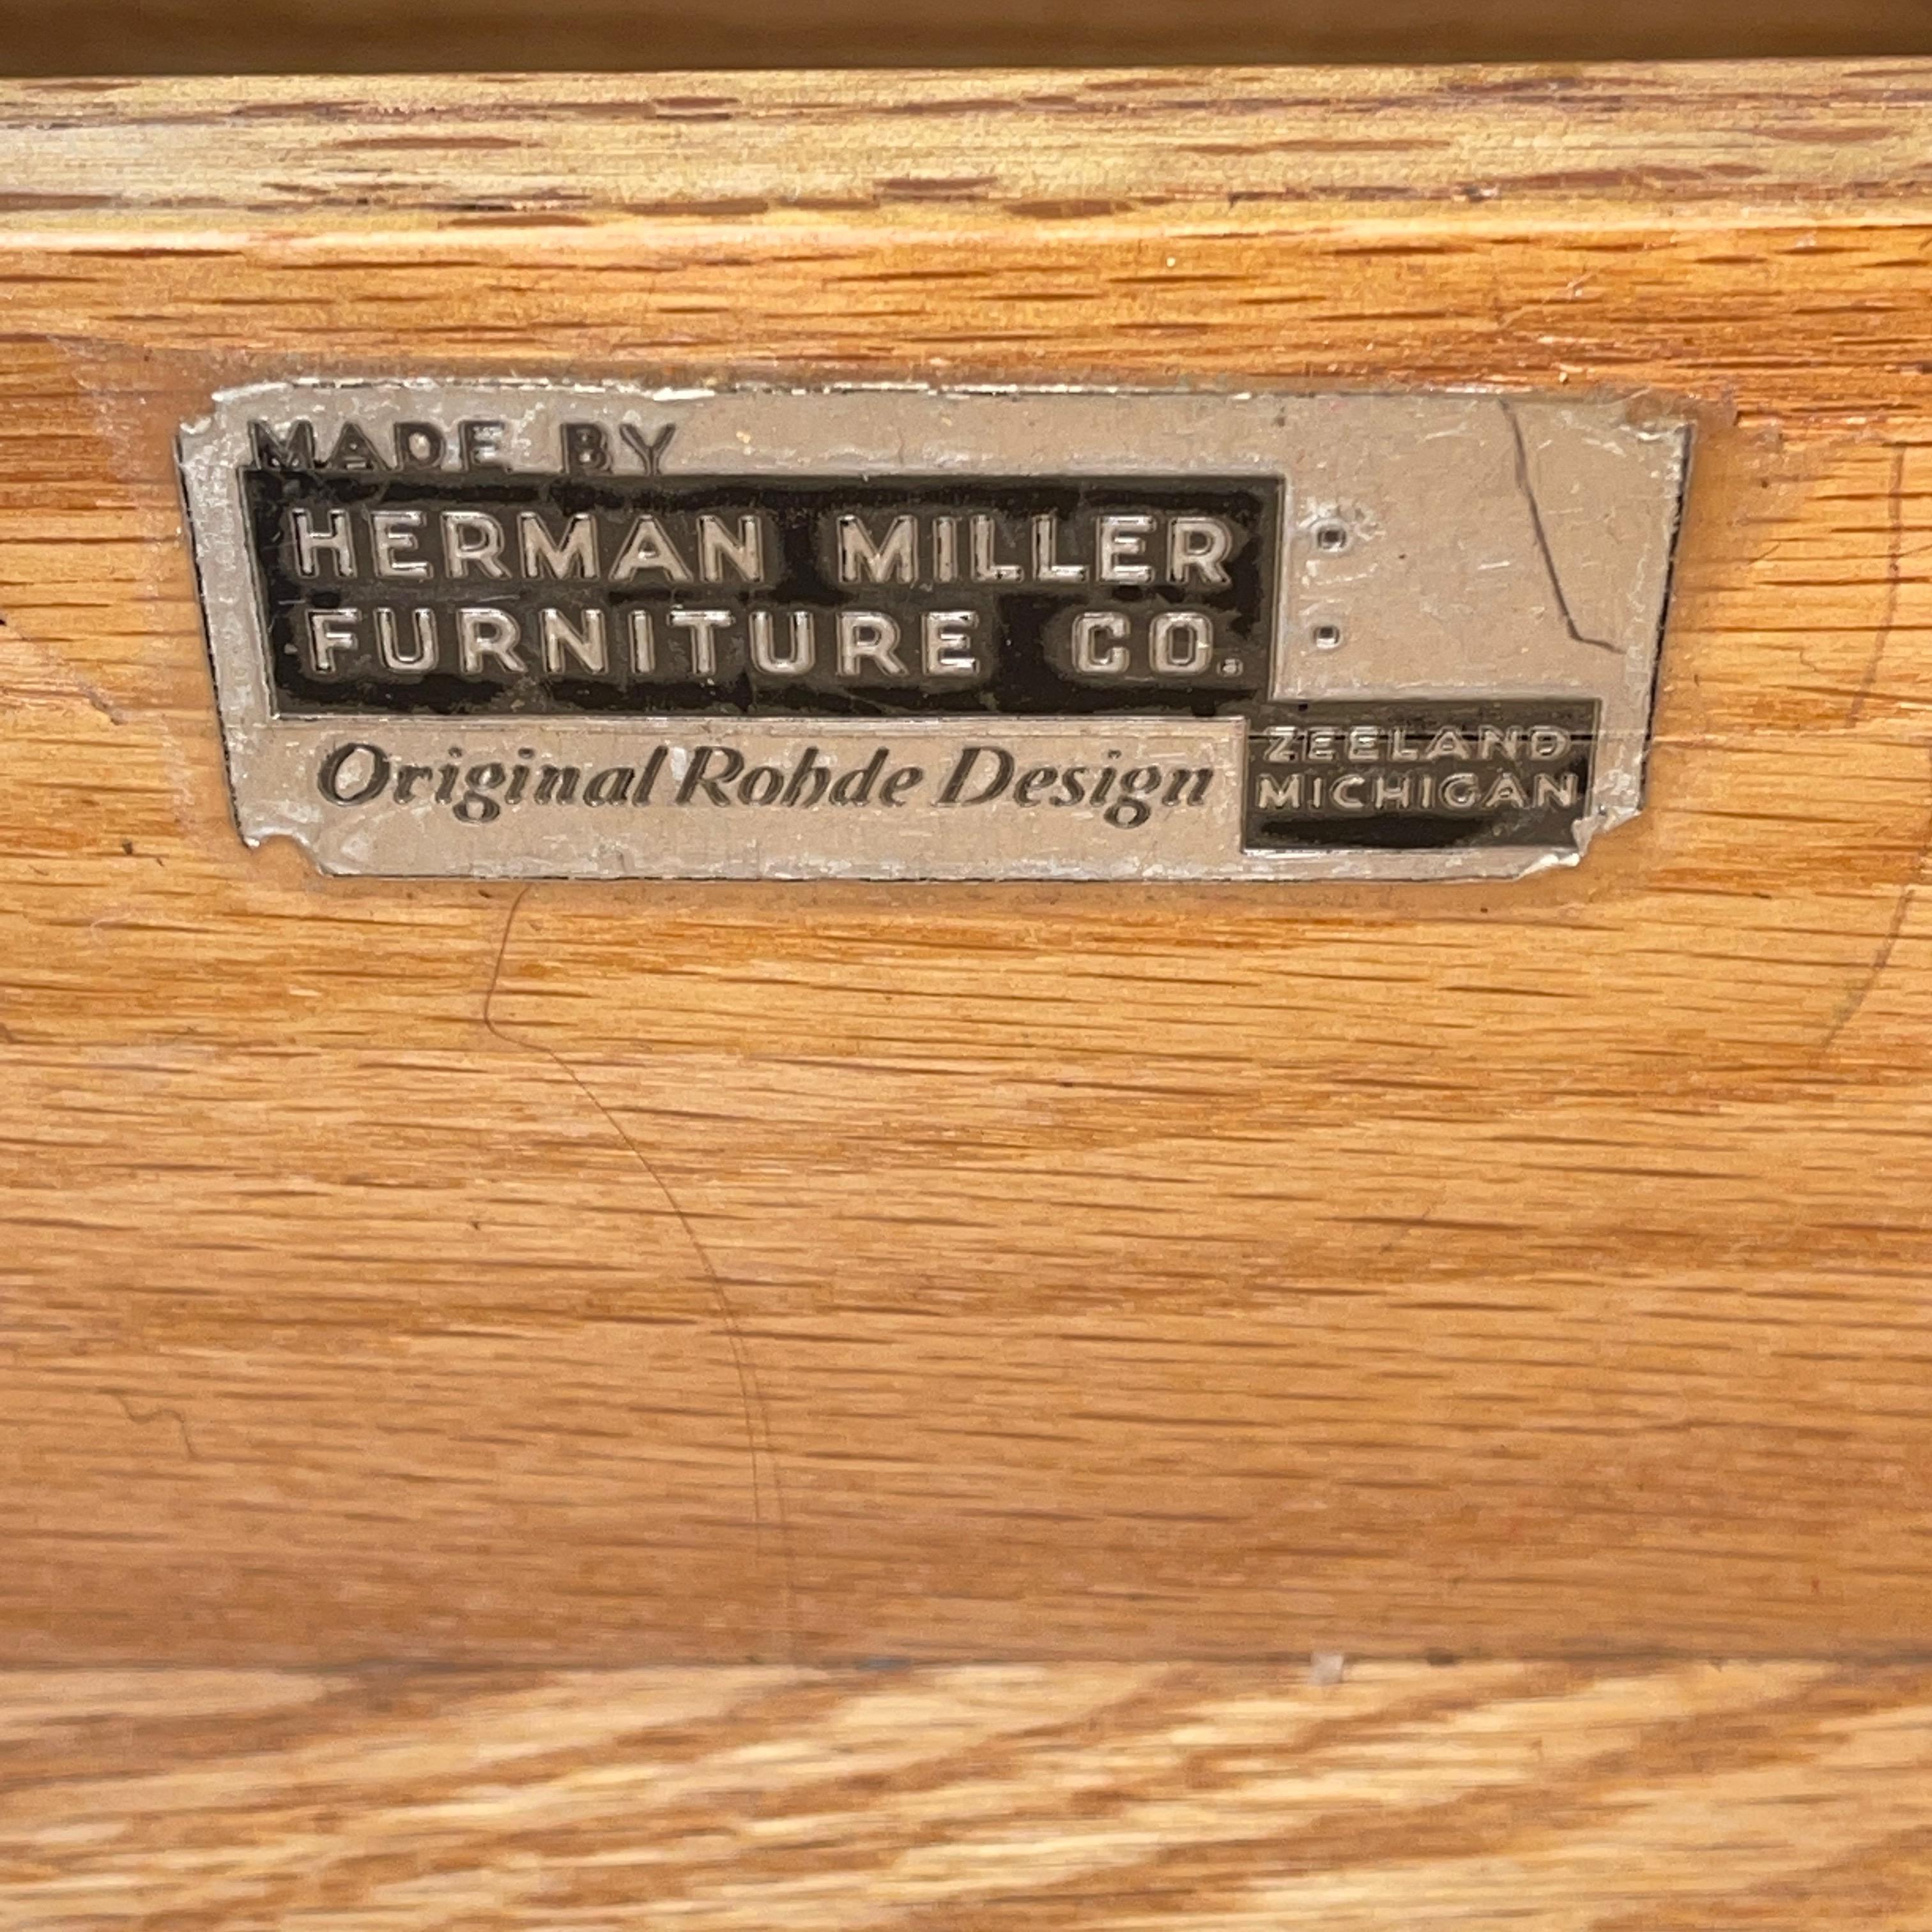 MADE BY
HERMAN MILLER
FURNITURE CO.
Original Rohde Design
ZEELAND
MICHIGAN